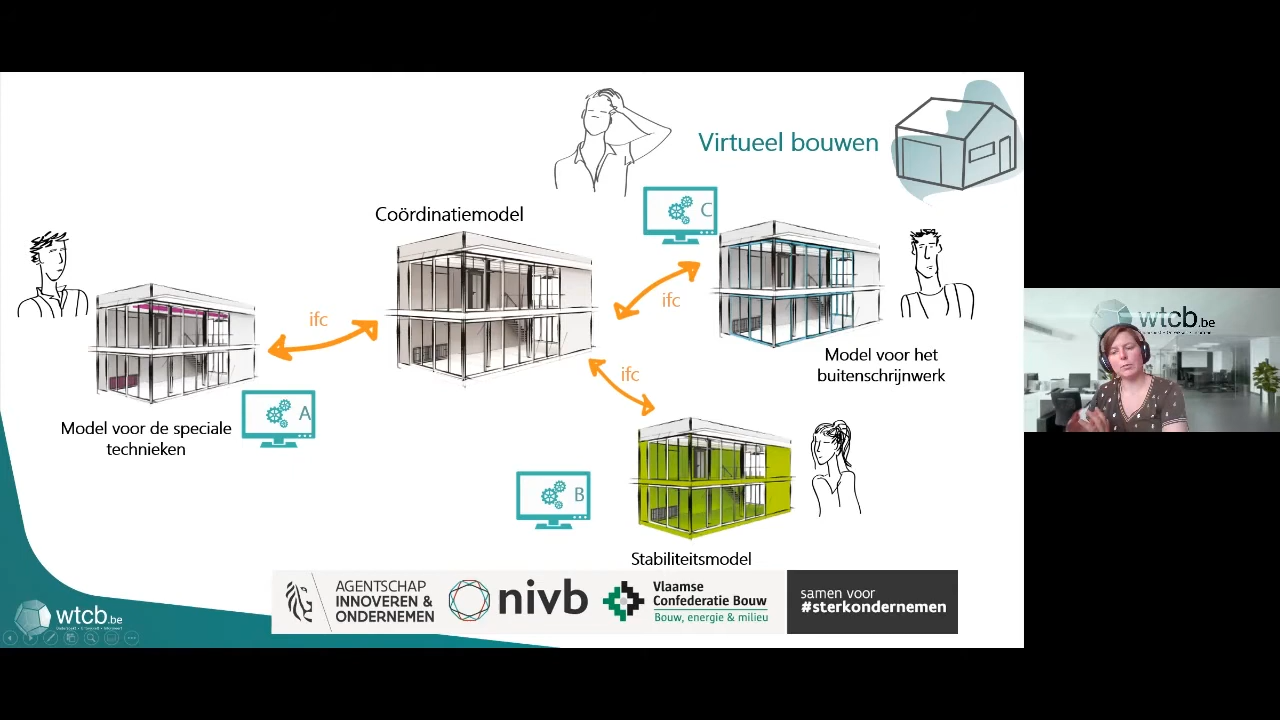 Virtueel bouwen
Coördinatiemodel
C
ifc
ifc
ifc
Model voor het
buitenschrijnwerk
A
Model voor de speciale
technieken
B
Stabiliteitsmodel
AGENTSCHAP
INNOVEREN &
ONDERNEMEN
nivb
Vlaamse
Confederatie Bouw
Bouw, energie & milieu
samen voor
#sterkondernemen
wtcb.be
wtcb.be